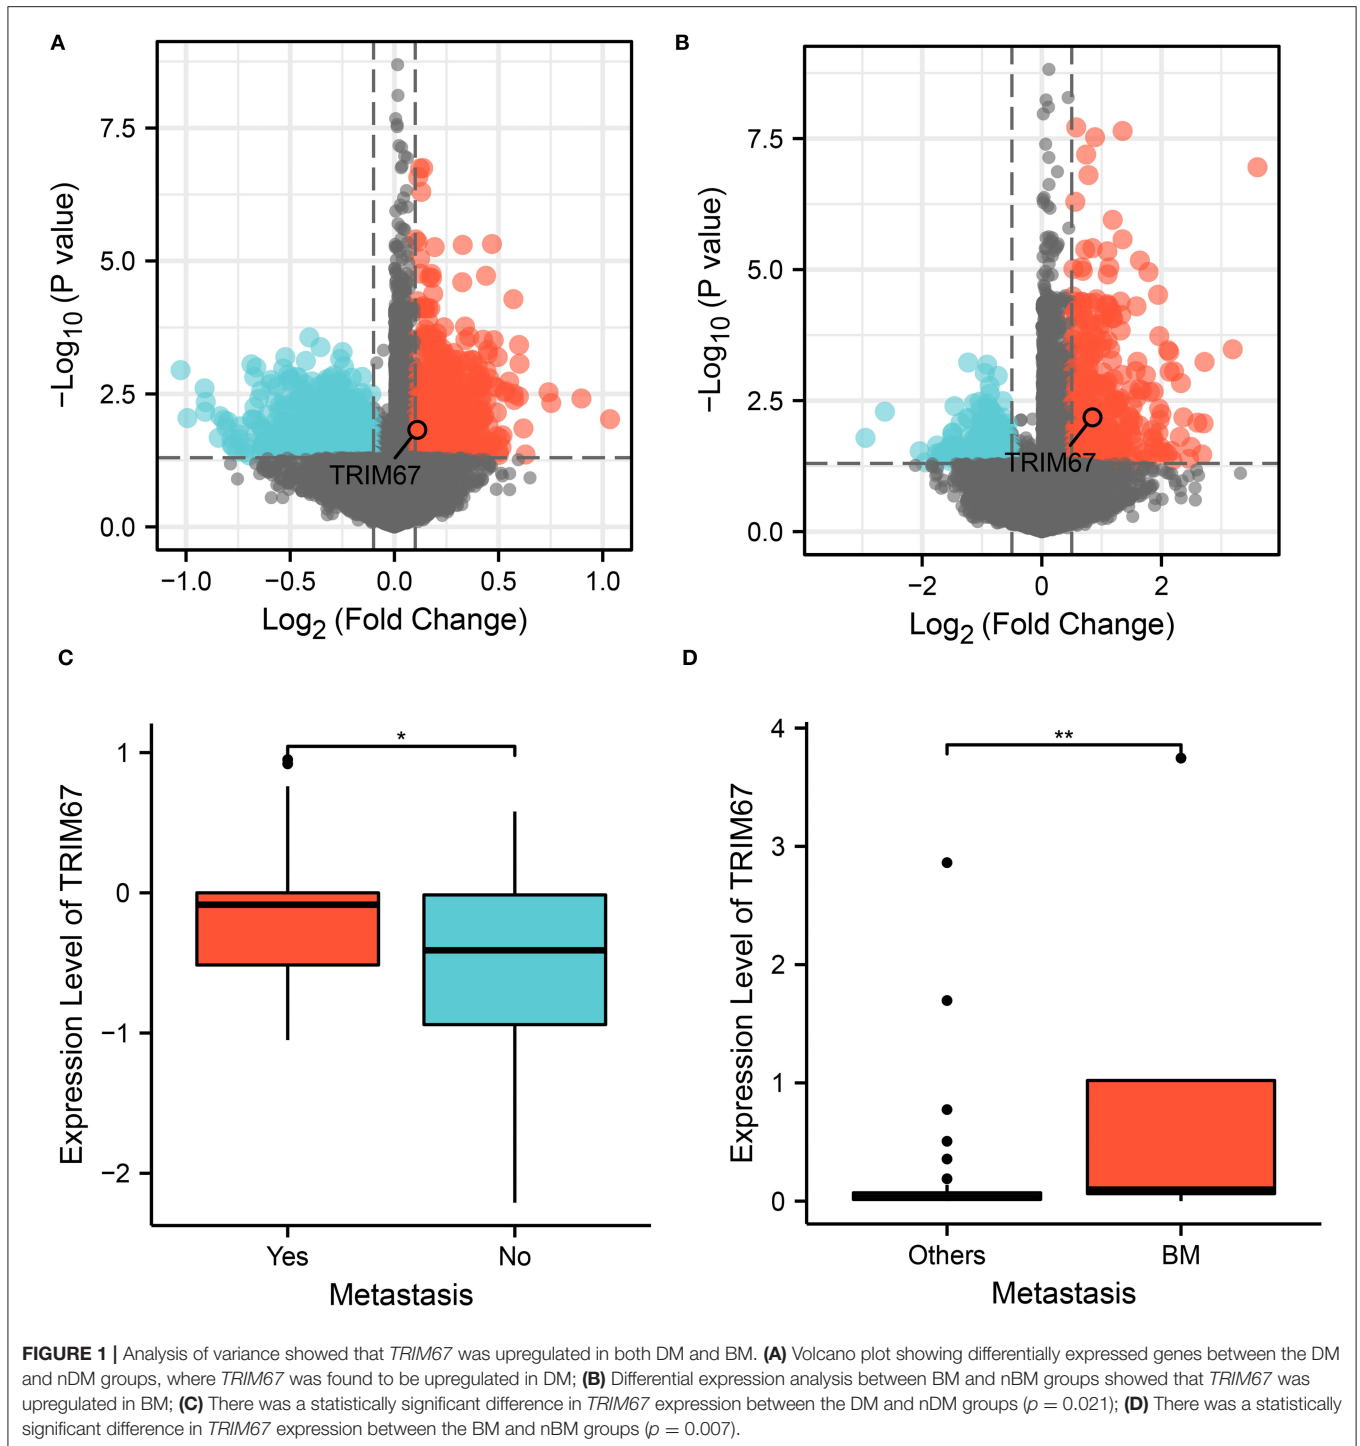 A
B
7.5
5.0
2.5
0.0
−Log10 (P value)
TRIM67
−1.0 −0.5 0.0 0.5 1.0
Log2 (Fold Change)
7.5
5.0
2.5
0.0
−Log10 (P value)
TRIM67
−2 0 2
Log2 (Fold Change)
C
D
1
0
−1
−2
Expression Level of TRIM67
*
Yes No
Metastasis
4
3
2
1
0
Expression Level of TRIM67
**
Others BM
Metastasis
FIGURE 1 | Analysis of variance showed that TRIM67 was upregulated in both DM and BM. (A) Volcano plot showing differentially expressed genes between the DM
and nDM groups, where TRIM67 was found to be upregulated in DM; (B) Differential expression analysis between BM and nBM groups showed that TRIM67 was
upregulated in BM; (C) There was a statistically significant difference in TRIM67 expression between the DM and nDM groups (p = 0.021); (D) There was a statistically
significant difference in TRIM67 expression between the BM and nBM groups (p = 0.007).